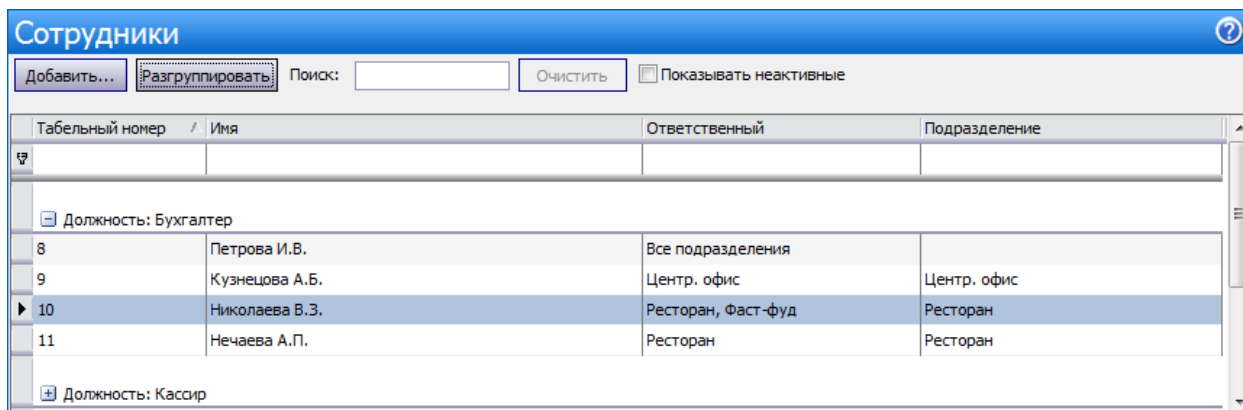 Сотрудники
Добавить... Разгруппировать Поиск: Очистить Показывать неактивные
Табельный номер Имя Ответственный Подразделение
Должность: Бухгалтер
8 Петрова И.В. Все подразделения
9 Кузнецова А.Б. Центр. офис Центр. офис
10 Николаева В.З. Ресторан, Фаст-фуд Ресторан
11 Нечаева А.П. Ресторан Ресторан
Должность: Кассир